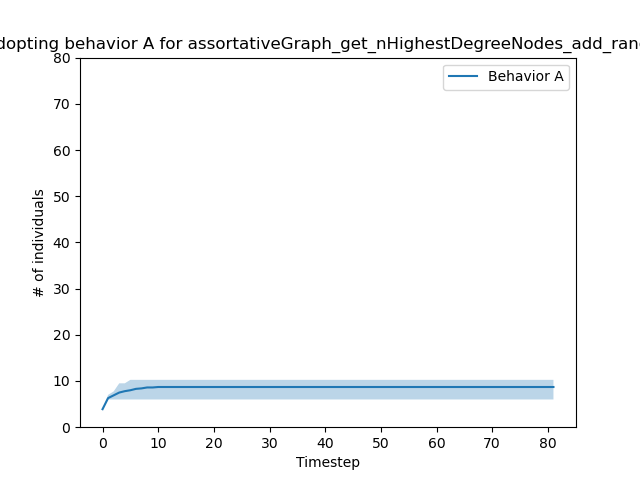 dopting behavior A for assortativeGraph_get_nHighestDegreeNodes_add_ran
Behavior A
80
70
60
50
40
30
20
10
0
# of individuals
0 10 20 30 40 50 60 70 80
Timestep